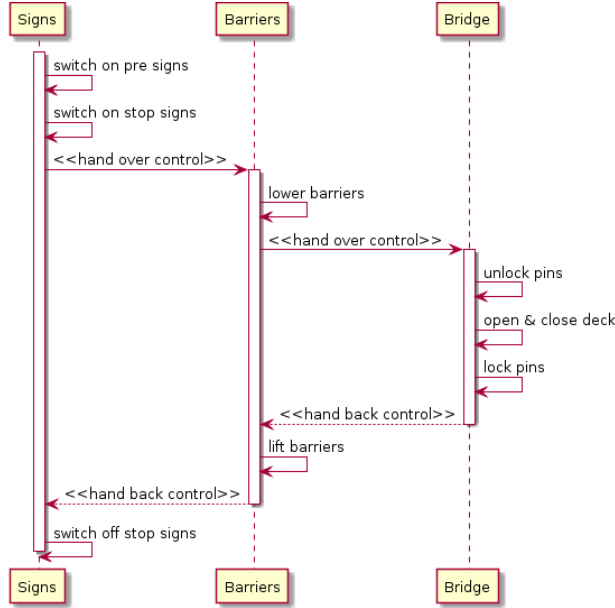 Signs
Barriers
Bridge
switch on pre signs
switch on stop signs
<<hand over control>>
lower barriers
<<hand over control>>
unlock pins
open & close deck
lock pins
<<hand back control>>
lift barriers
<<hand back control>>
switch off stop signs
Signs
Barriers
Bridge